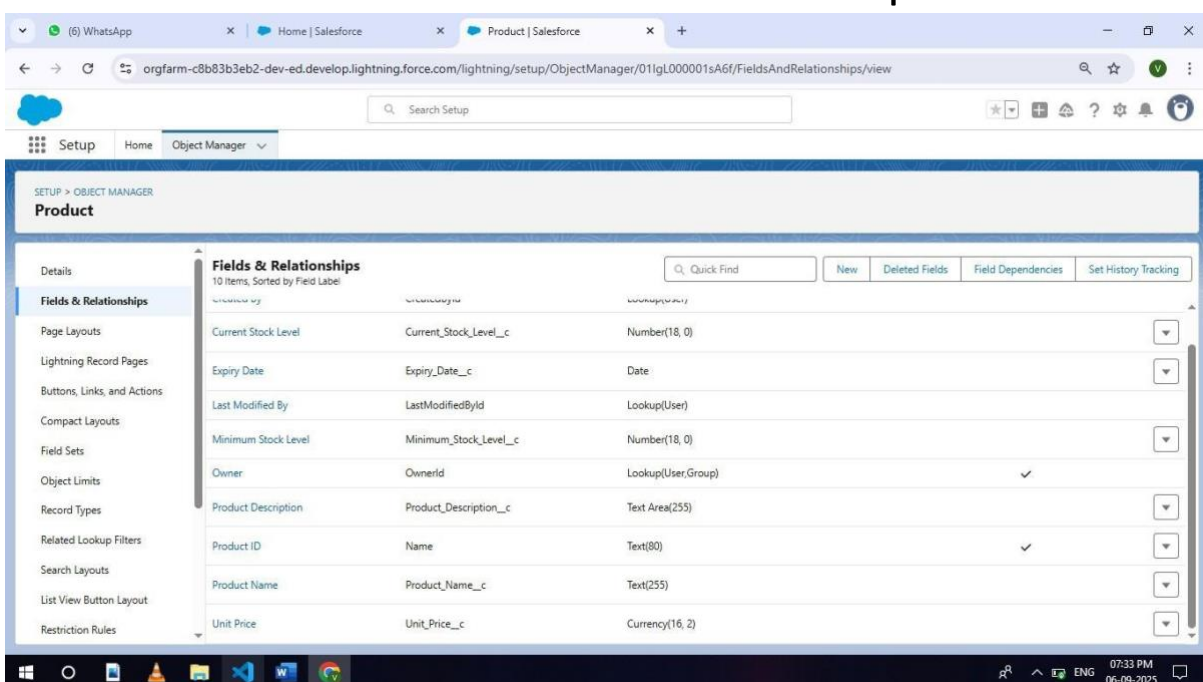 (6) WhatsApp
Home | Salesforce
Product | Salesforce
orgfarm-c8b83b3eb2-dev-ed.develop.lightning.force.com/lightning/setup/ObjectManager/01IgL000001sA6f/FieldsAndRelationships/view
V
Search Setup
Setup Home Object Manager
SETUP > OBJECT MANAGER
Product
Details
Fields & Relationships
Page Layouts
Lightning Record Pages
Buttons, Links, and Actions
Compact Layouts
Field Sets
Object Limits
Record Types
Related Lookup Filters
Search Layouts
List View Button Layout
Restriction Rules
Fields & Relationships
10 Items, Sorted by Field Label
Quick Find
New Deleted Fields Field Dependencies Set History Tracking
Created By CreatedById Lookup(User)
Current Stock Level Current_Stock_Level__c Number(18, 0)
Expiry Date Expiry_Date__c Date
Last Modified By LastModifiedById Lookup(User)
Minimum Stock Level Minimum_Stock_Level__c Number(18, 0)
Owner OwnerId Lookup(User,Group)
Product Description Product_Description__c Text Area(255)
Product ID Name Text(80)
Product Name Product_Name__c Text(255)
Unit Price Unit_Price__c Currency(16, 2)
ENG
07:33 PM
06-09-2025